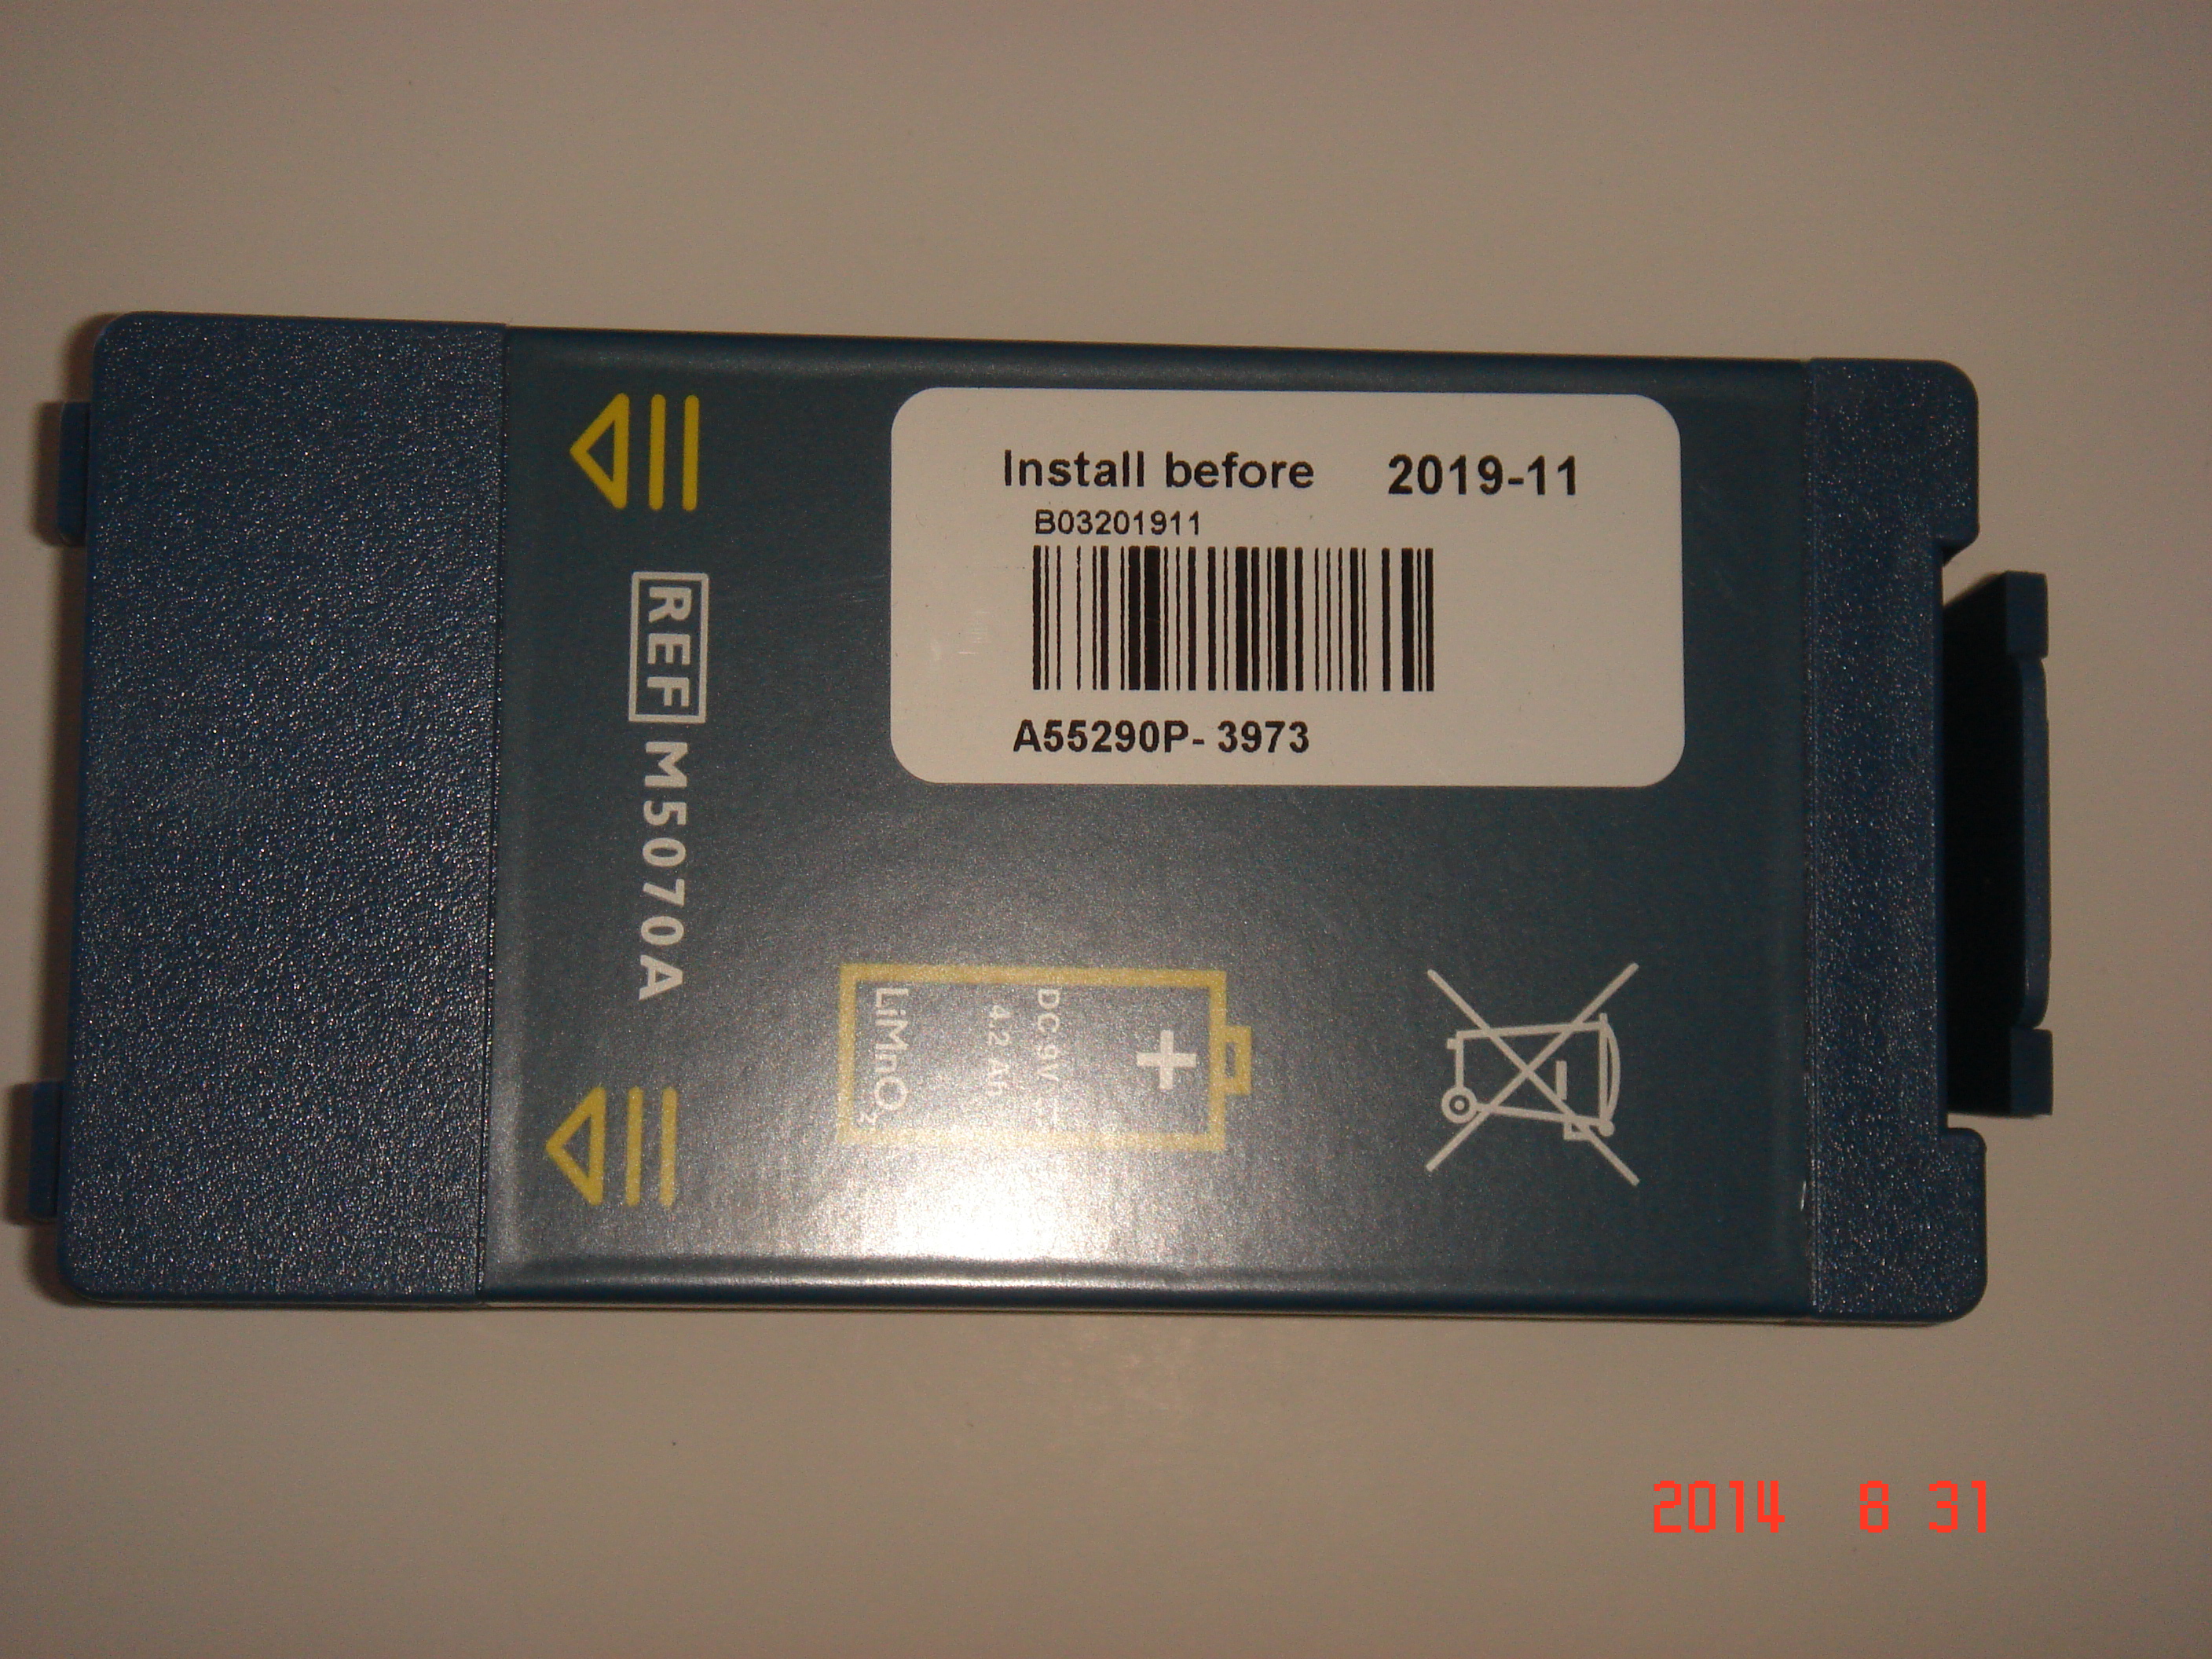 Install before 2019-11
B03201911
A55290P- 3973
REF M5070A
DC 9V
4.2 Ah
LiMnO2
2014 8 31